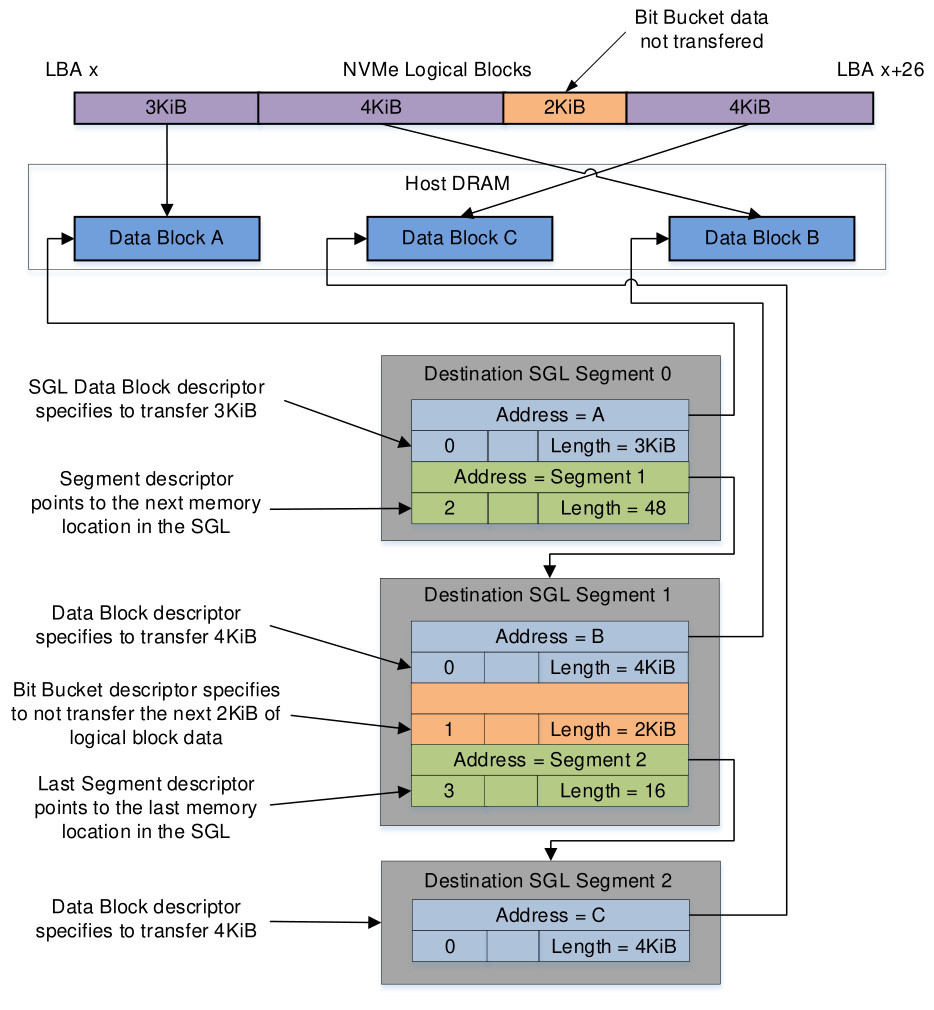 Bit Bucket data
not transfered
LBA x
NVMe Logical Blocks
LBA x+26
3KiB
4KiB
2KiB
4KiB
Host DRAM
Data Block A
Data Block C
Data Block B
Destination SGL Segment 0
SGL Data Block descriptor
specifies to transfer 3KiB
Address = A
0
Length = 3KiB
Segment descriptor
points to the next memory
location in the SGL
Address = Segment 1
2
Length = 48
Destination SGL Segment 1
Data Block descriptor
specifies to transfer 4KiB
Address = B
0
Length = 4KiB
Bit Bucket descriptor specifies
to not transfer the next 2KiB of
logical block data
1
Length = 2KiB
Address = Segment 2
Last Segment descriptor
points to the last memory
location in the SGL
3
Length = 16
Destination SGL Segment 2
Data Block descriptor
specifies to transfer 4KiB
Address = C
0
Length = 4KiB